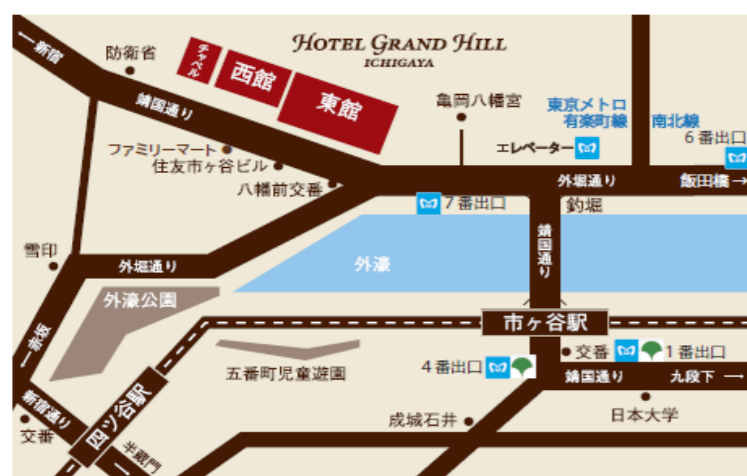 ←新宿
防衛省
チャペル
西館
東館
HOTEL GRAND HILL
ICHIGAYA
靖国通り
亀岡八幡宮
東京メトロ
有楽町線
南北線
6番出口
エレベーター
ファミリーマート
住友市ヶ谷ビル
八幡前交番
外堀通り
飯田橋→
7番出口
釣堀
靖国通り
雪印
外堀通り
外濠
外濠公園
市ヶ谷駅
←赤坂
五番町児童遊園
4番出口
交番
1番出口
靖国通り
九段下→
新宿通り
四ツ谷駅
成城石井
日本大学
交番
半蔵門